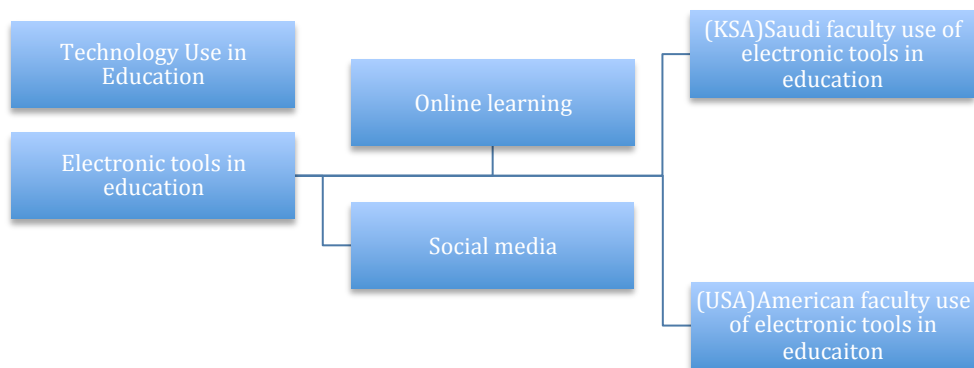 Technology Use in
Education
Electronic tools in
education
Online learning
Social media
(KSA)Saudi faculty use of
electronic tools in
education
(USA)American faculty use
of electronic tools in
educaiton